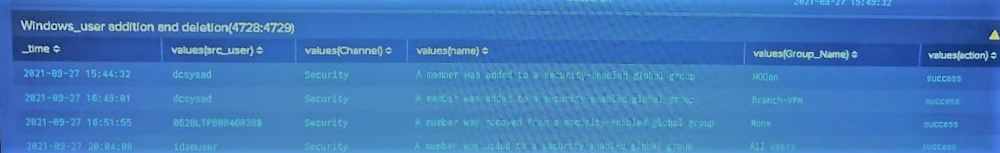 2021-09-27 15:49:32
Windows_user addition and deletion(4728:4729)
_time values(src_user) values(Channel) values(name) values(Group_Name) values(action)
2021-09-27 15:44:32 dcsysad Security A member was added to a security-enabled global group success
2021-09-27 16:49:01 dcsysad Security A member was added to a security-enabled global group Branch-VPN success
2021-09-27 16:51:55 Security A member was removed from a security-enabled global group None success
2021-09-27 20:04:08 idamuser Security A member was added to a security-enabled global group All Users success